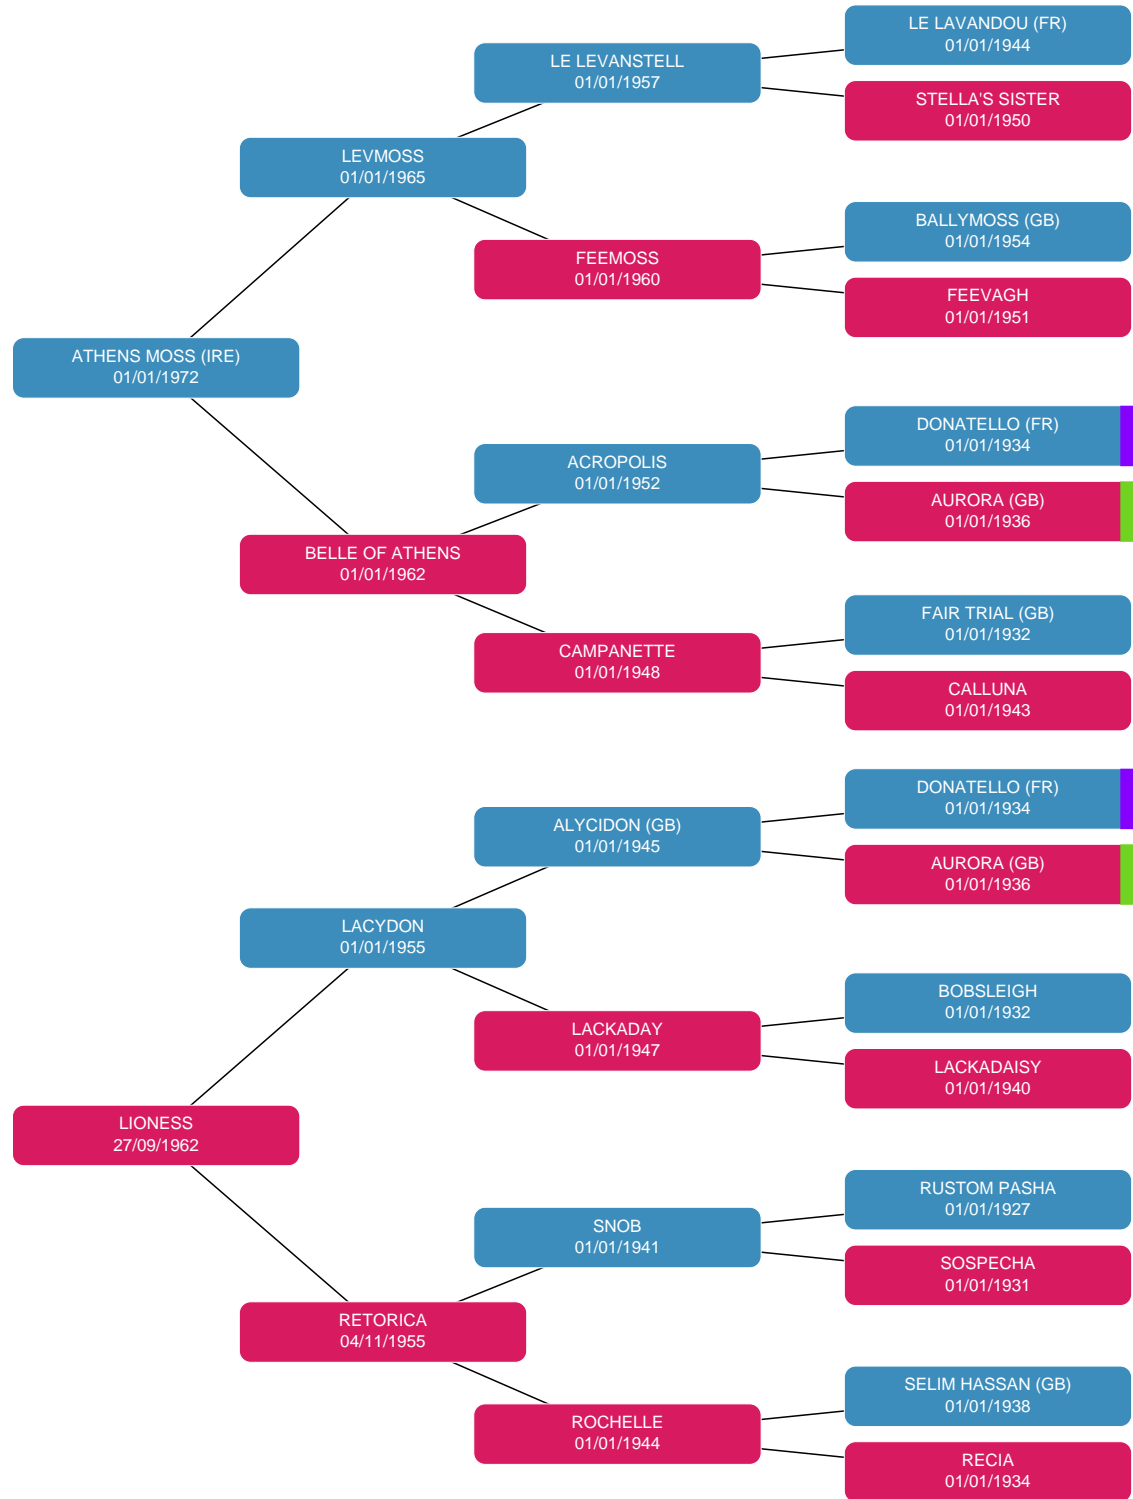 LE LAVANDOU (FR)
01/01/1944
LE LEVANSTELL
01/01/1957
STELLA'S SISTER
01/01/1950
LEVMOSS
01/01/1965
BALLYMOSS (GB)
01/01/1954
FEEMOSS
01/01/1960
FEEVAGH
01/01/1951
ATHENS MOSS (IRE)
01/01/1972
DONATELLO (FR)
01/01/1934
ACROPOLIS
01/01/1952
AURORA (GB)
01/01/1936
BELLE OF ATHENS
01/01/1962
FAIR TRIAL (GB)
01/01/1932
CAMPANETTE
01/01/1948
CALLUNA
01/01/1943
DONATELLO (FR)
01/01/1934
ALYCIDON (GB)
01/01/1945
AURORA (GB)
01/01/1936
LACYDON
01/01/1955
BOBSLEIGH
01/01/1932
LACKADAY
01/01/1947
LACKADAISY
01/01/1940
LIONESS
27/09/1962
RUSTOM PASHA
01/01/1927
SNOB
01/01/1941
SOSPECHA
01/01/1931
RETORICA
04/11/1955
SELIM HASSAN (GB)
01/01/1938
ROCHELLE
01/01/1944
RECIA
01/01/1934